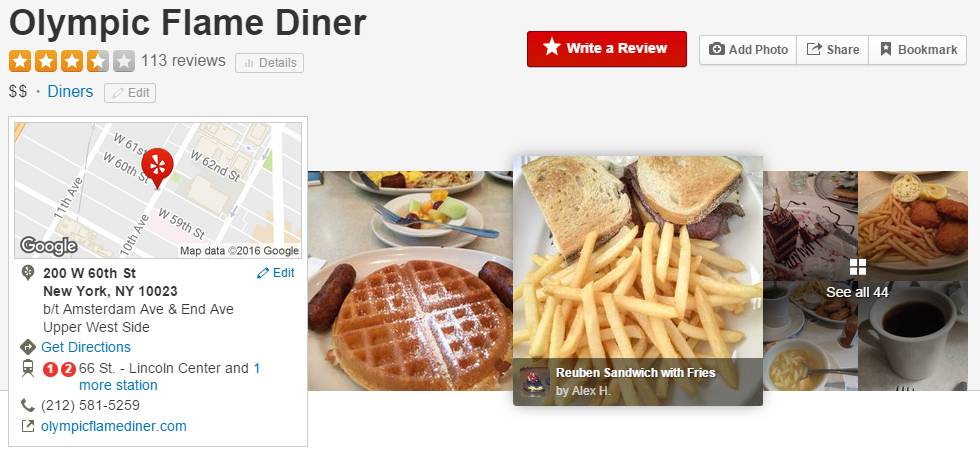 Olympic Flame Diner
113 reviews
Details
$$ · Diners
Edit
Write a Review
Add Photo
Share
Bookmark
W 61st
W 60th St
W 62nd St
W 59th St
11th Ave
10th Ave
Google
Map data ©2016 Google
200 W 60th St
Edit
New York, NY 10023
b/t Amsterdam Ave & End Ave
Upper West Side
Get Directions
1 2 66 St. - Lincoln Center and 1
more station
(212) 581-5259
olympicflamediner.com
Reuben Sandwich with Fries
by Alex H.
See all 44